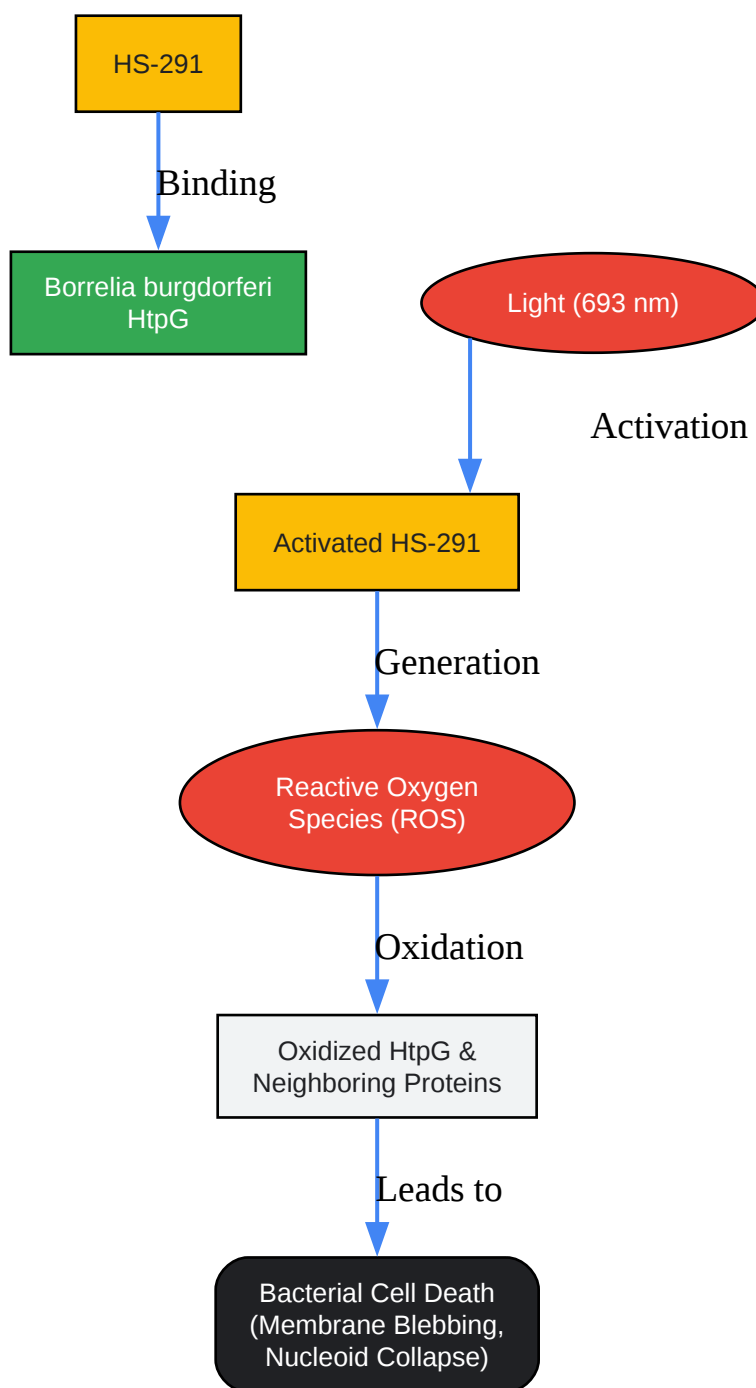 HS-291
Binding
Borrelia burgdorferi
HtpG
Light (693 nm)
Activation
Activated HS-291
Generation
Reactive Oxygen
Species (ROS)
Oxidation
Oxidized HtpG &
Neighboring Proteins
Leads to
Bacterial Cell Death
(Membrane Blebbing,
Nucleoid Collapse)